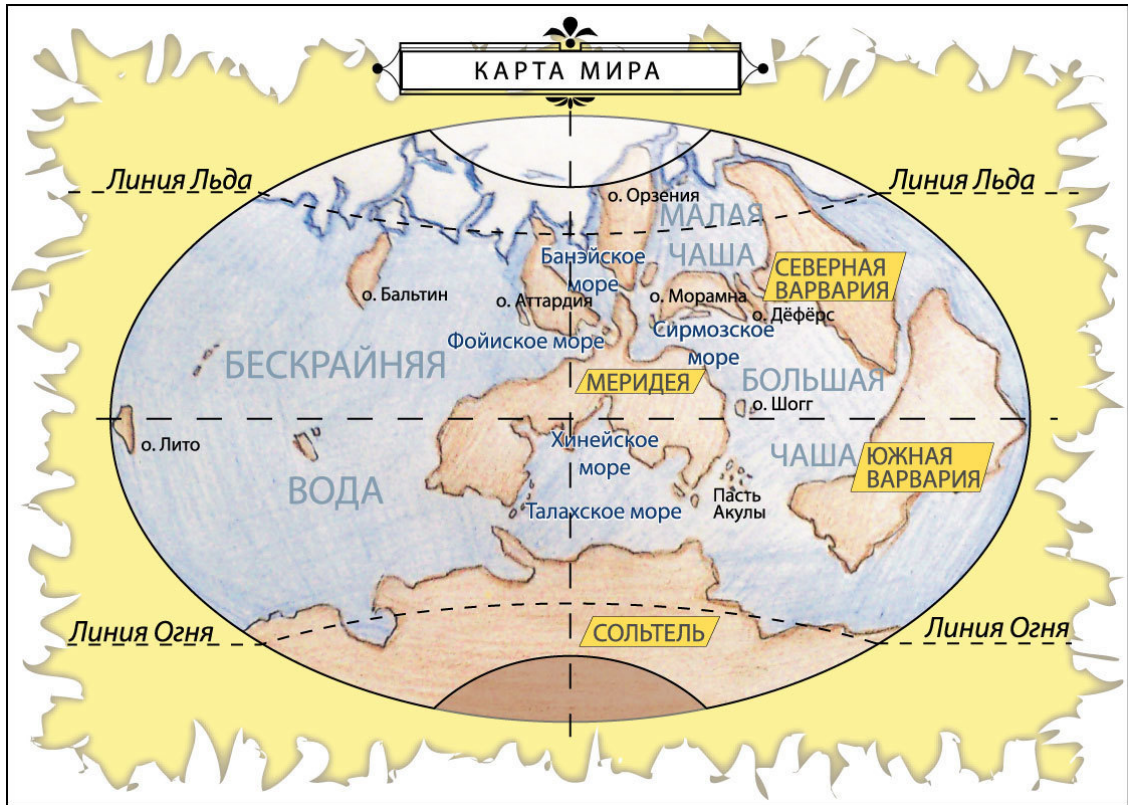 КАРТА МИРА
Линия Льда
Линия Льда
о. Орзения
МАЛАЯ
ЧАША
Банэйское
море
СЕВЕРНАЯ
ВАРВАРИЯ
о. Бальтин
о. Аттардия
о. Морамна
о. Дёфёрс
Фойиское море
Сирмозское
море
БЕСКРАЙНЯЯ
МЕРИДЕЯ
БОЛЬШАЯ
о. Шогг
о. Лито
Хинейское
море
ЧАША
ЮЖНАЯ
ВАРВАРИЯ
ВОДА
Талахское море
Пасть
Акулы
Линия Огня
СОЛЬТЕЛЬ
Линия Огня